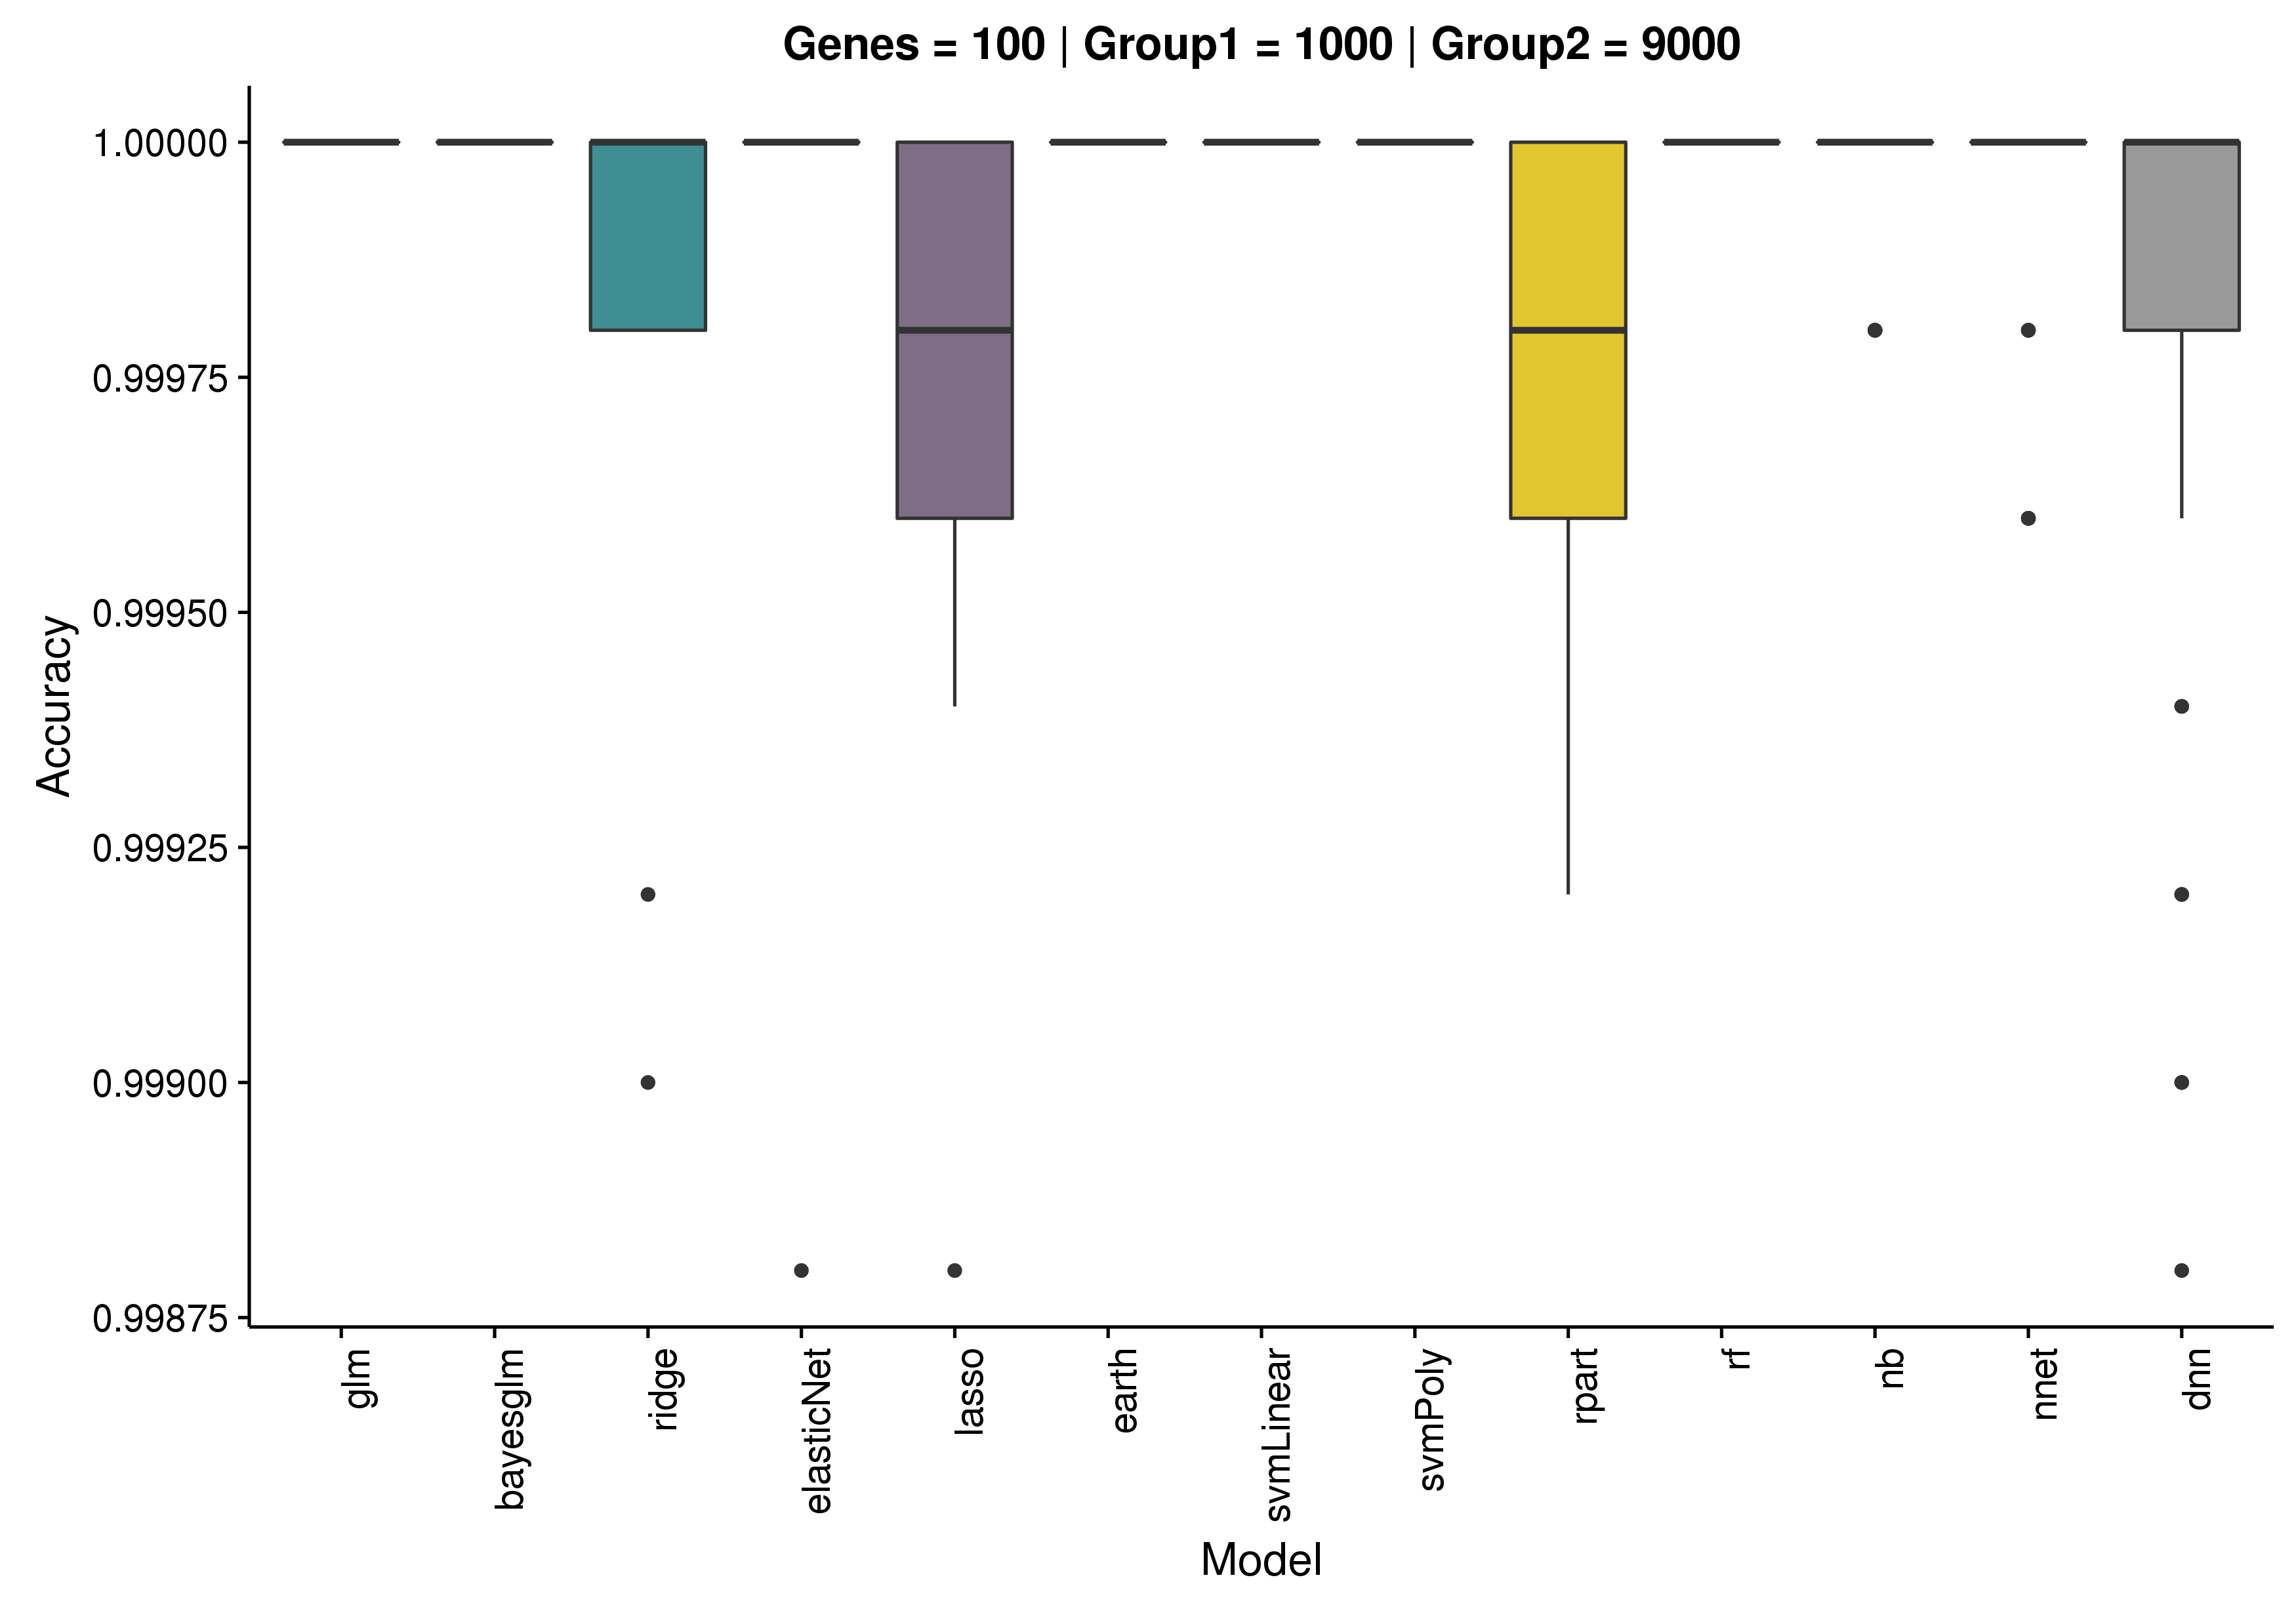 Genes = 100 | Group1 = 1000 | Group2 = 9000
Accuracy
1.00000
0.99975
0.99950
0.99925
0.99900
0.99875
glm
bayesglm
ridge
elasticNet
lasso
earth
svmLinear
svmPoly
rpart
rf
nb
nnet
dnn
Model